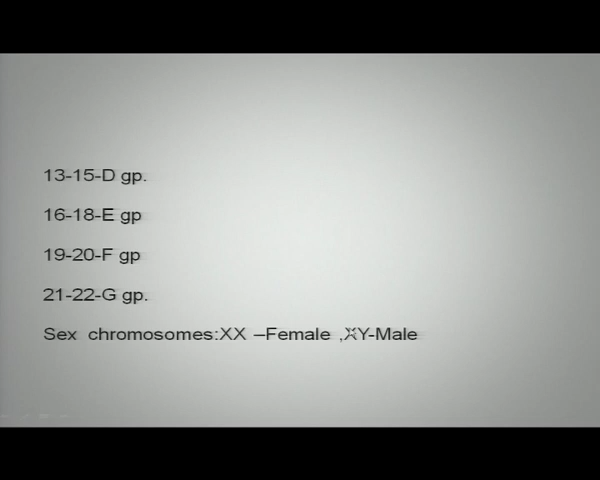 13-15-D gp.
16-18-E gp
19-20-F gp
21-22-G gp.
Sex chromosomes:XX –Female ,XY-Male